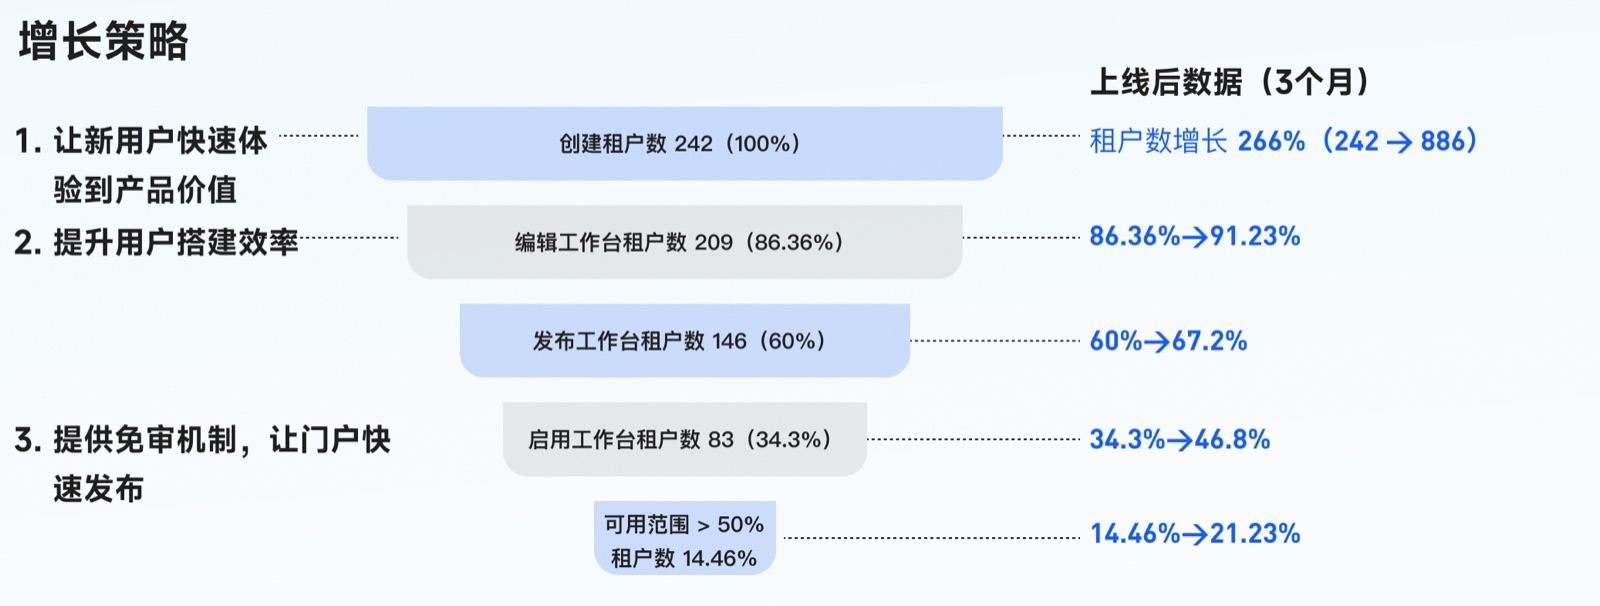 增长策略
上线后数据（3个月）
1. 让新用户快速体
验到产品价值
创建租户数 242（100%）
租户数增长 266%（242 → 886）
2. 提升用户搭建效率
编辑工作台租户数 209（86.36%）
86.36%→91.23%
发布工作台租户数 146（60%）
60%→67.2%
3. 提供免审机制，让门户快
速发布
启用工作台租户数 83（34.3%）
34.3%→46.8%
可用范围 > 50%
租户数 14.46%
14.46%→21.23%